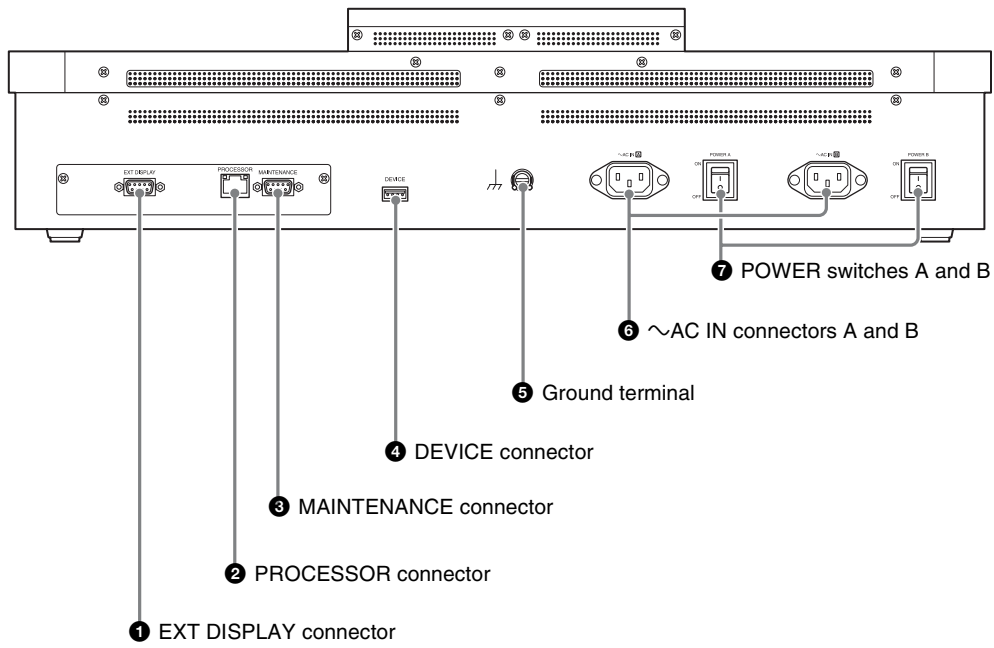 EXT DISPLAY
PROCESSOR
MAINTENANCE
DEVICE
∼AC IN A
POWER A
ON
OFF
∼AC IN B
POWER B
ON
OFF
7 POWER switches A and B
6 ∼AC IN connectors A and B
5 Ground terminal
4 DEVICE connector
3 MAINTENANCE connector
2 PROCESSOR connector
1 EXT DISPLAY connector